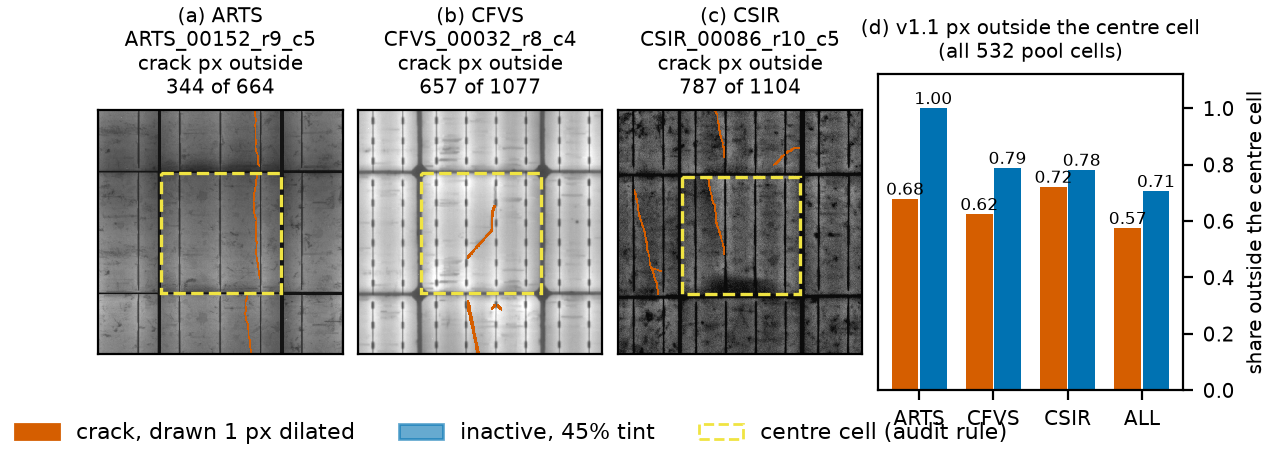 (a) ARTS
ARTS_00152_r9_c5
crack px outside
344 of 664
(b) CFVS
CFVS_00032_r8_c4
crack px outside
657 of 1077
(c) CSIR
CSIR_00086_r10_c5
crack px outside
787 of 1104
(d) v1.1 px outside the centre cell
(all 532 pool cells)
1.00
0.68
0.62
0.79
0.72
0.78
0.57
0.71
1.0
0.8
0.6
0.4
0.2
0.0
share outside the centre cell
ARTS CFVS CSIR ALL
crack, drawn 1 px dilated
inactive, 45% tint
centre cell (audit rule)